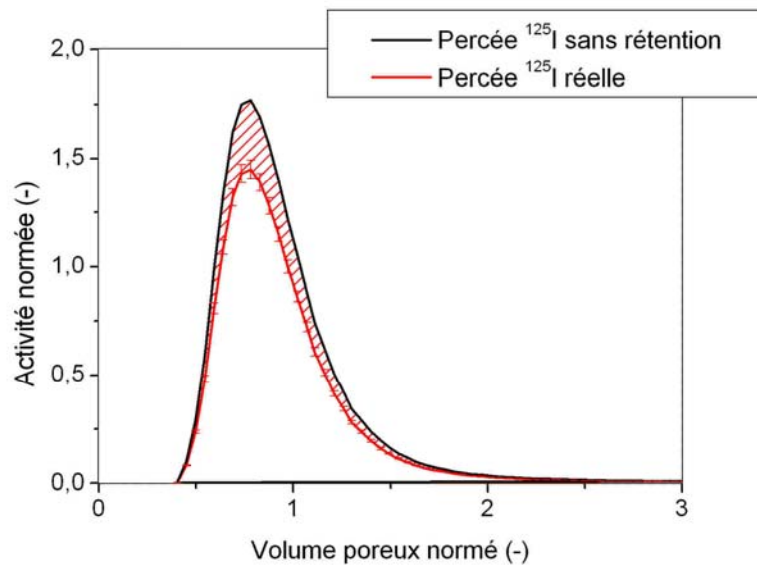 Percée ¹²⁵I sans rétention
Percée ¹²⁵I réelle
2,0
1,5
1,0
0,5
0,0
0
1
2
3
Activité normée (-)
Volume poreux normé (-)